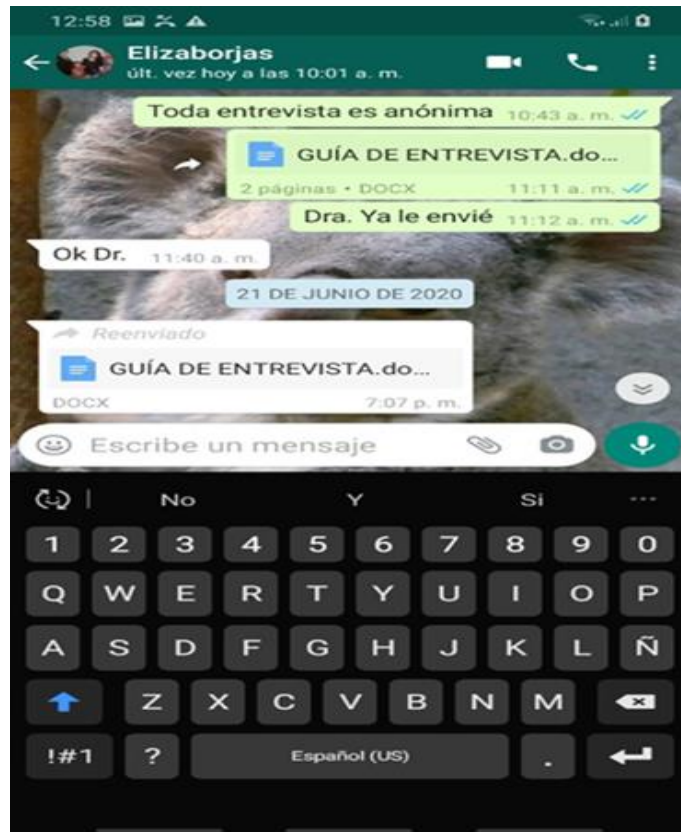 12:58
Elizaborjas
últ. vez hoy a las 10:01 a. m.
Toda entrevista es anónima 10:43 a. m.
GUÍA DE ENTREVISTA.do...
2 páginas • DOCX 11:11 a. m.
Dra. Ya le envié 11:12 a. m.
Ok Dr. 11:40 a. m.
21 DE JUNIO DE 2020
Reenviado
GUÍA DE ENTREVISTA.do...
DOCX 7:07 p. m.
Escribe un mensaje
No Y Si ...
1 2 3 4 5 6 7 8 9 0
Q W E R T Y U I O P
A S D F G H J K L Ñ
Z X C V B N M
!#1 ? Español (US) .